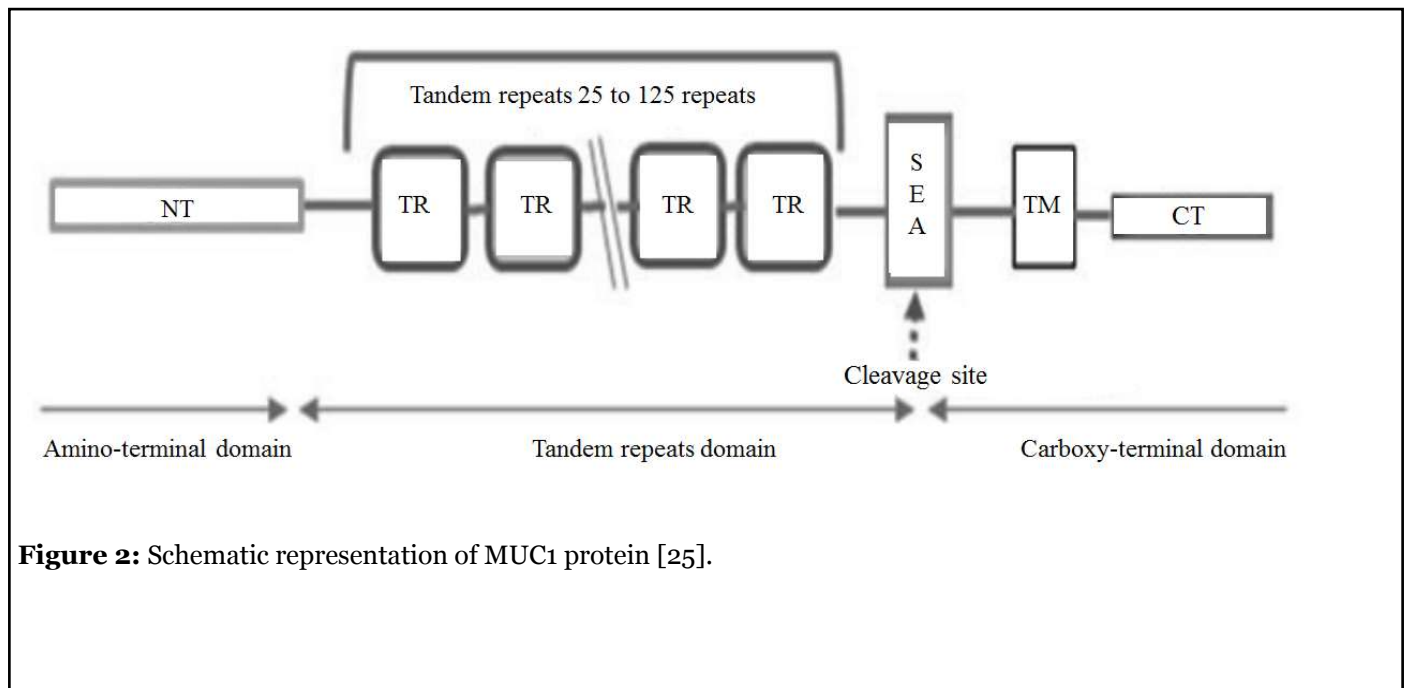 Tandem repeats 25 to 125 repeats
NT
TR
TR
TR
TR
S
E
A
TM
CT
Cleavage site
Amino-terminal domain
Tandem repeats domain
Carboxy-terminal domain
Figure 2: Schematic representation of MUC1 protein [25].